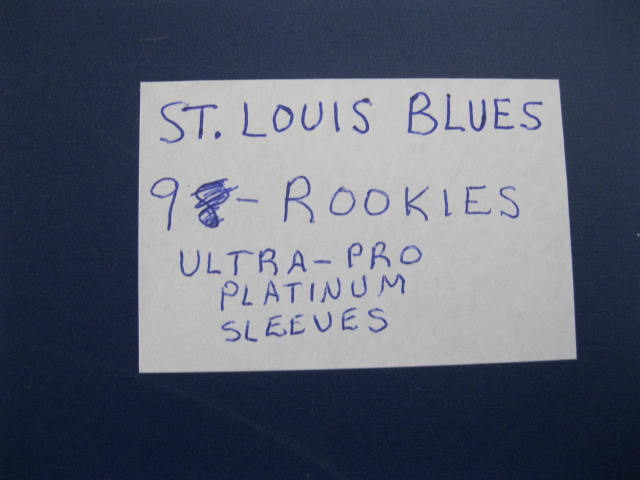 ST. LOUIS BLUES
9 - ROOKIES
ULTRA-PRO
PLATINUM
SLEEVES